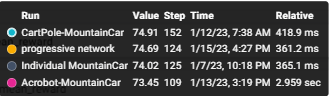 Run Value Step Time Relative
CartPole-MountainCar 74.91 152 1/12/23, 7:38 AM 418.9 ms
progressive network 74.69 124 1/15/23, 4:27 PM 361.2 ms
Individual MountainCar 74.02 125 1/7/23, 10:18 PM 365.1 ms
Acrobot-MountainCar 73.45 109 1/13/23, 3:19 PM 2.959 sec